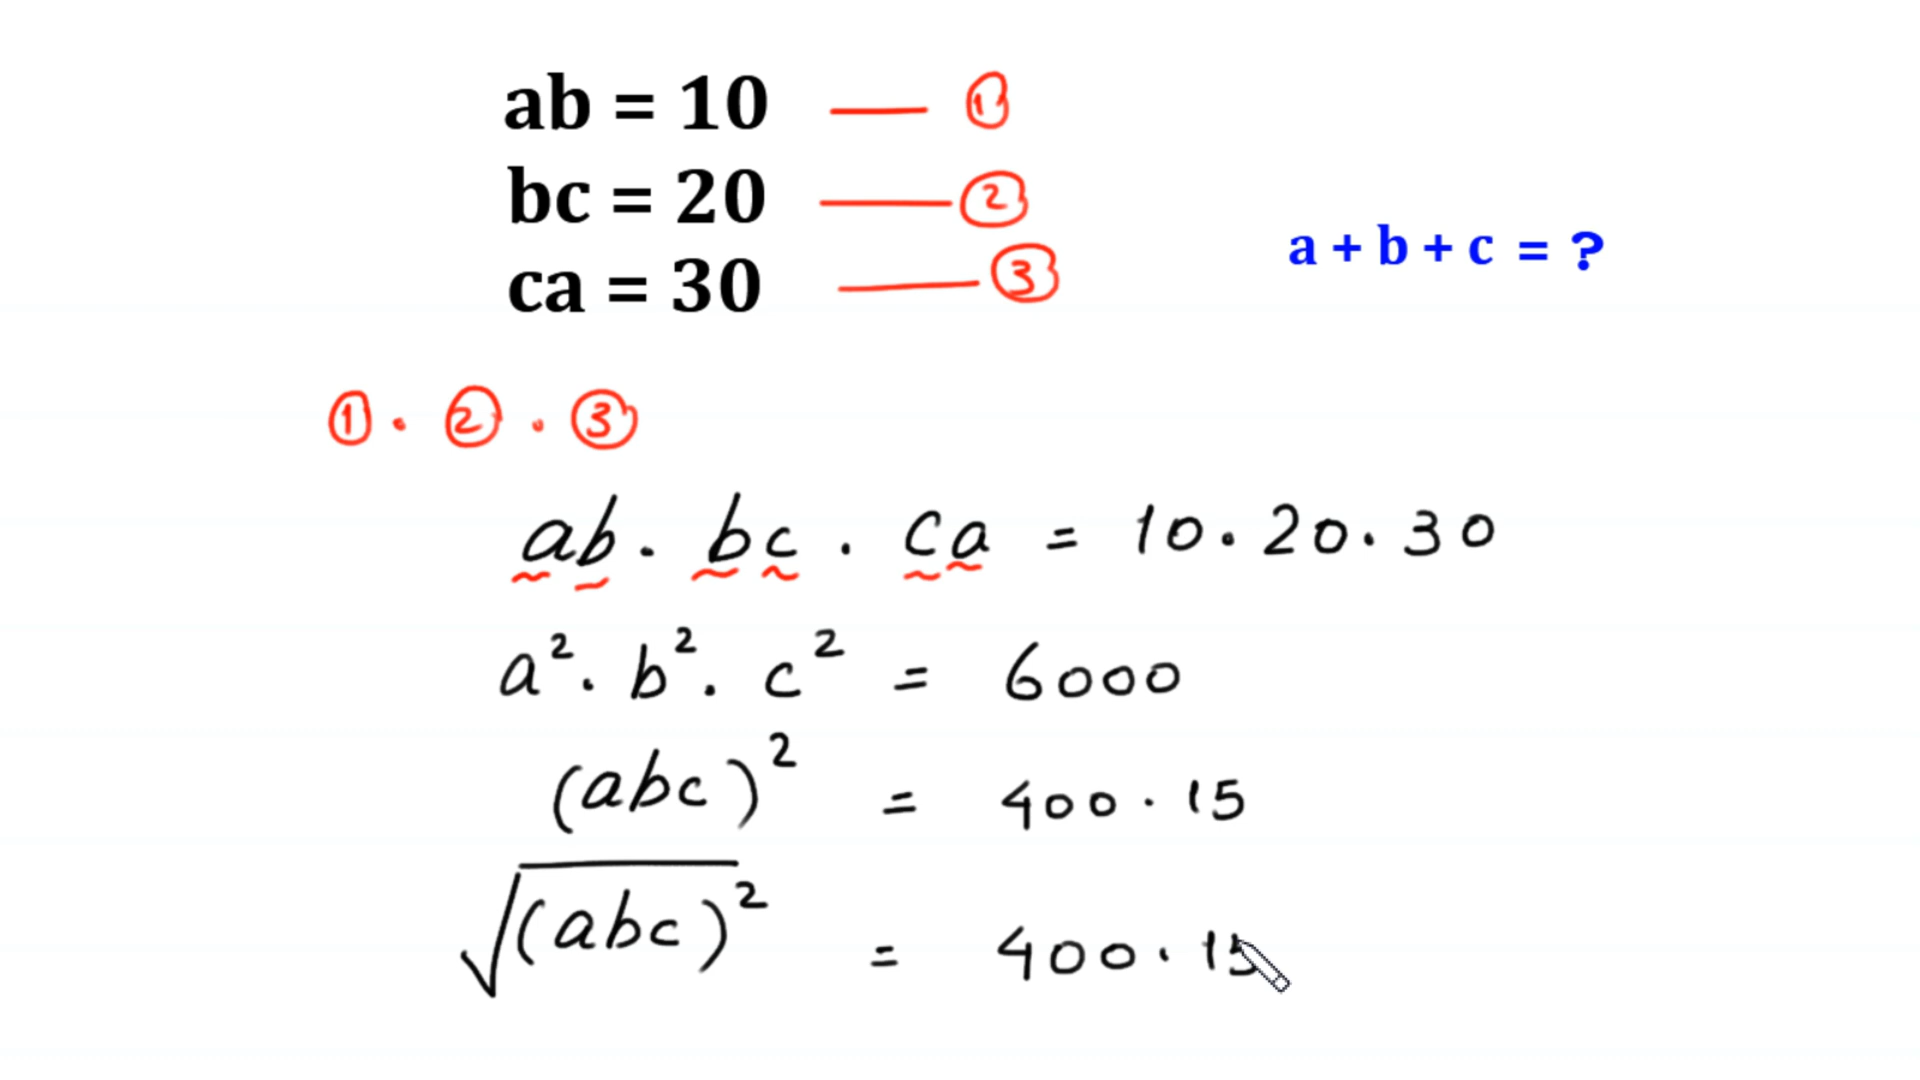 ab = 10 — ①
bc = 20 — ②
ca = 30 — ③
a + b + c = ?
① · ② · ③
ab · bc · ca = 10 · 20 · 30
a² · b² · c² = 6000
(abc)² = 400 · 15
√(abc)² = 400 · 15